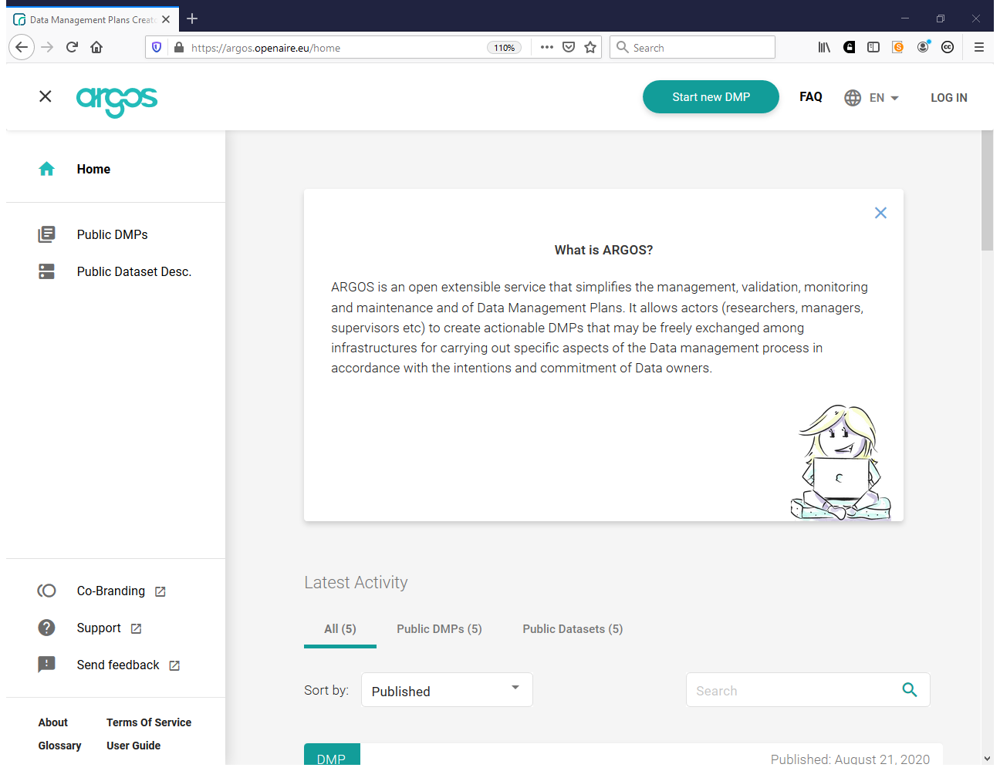 Data Management Plans Creat
https://argos.openaire.eu/home
110%
Search
argos
Start new DMP
FAQ
EN
LOG IN
Home
Public DMPs
Public Dataset Desc.
What is ARGOS?
ARGOS is an open extensible service that simplifies the management, validation, monitoring
and maintenance and of Data Management Plans. It allows actors (researchers, managers,
supervisors etc) to create actionable DMPs that may be freely exchanged among
infrastructures for carrying out specific aspects of the Data management process in
accordance with the intentions and commitment of Data owners.
Latest Activity
All (5)
Public DMPs (5)
Public Datasets (5)
Sort by:
Published
Search
DMP
Published: August 21, 2020
Co-Branding
Support
Send feedback
About
Terms Of Service
Glossary
User Guide